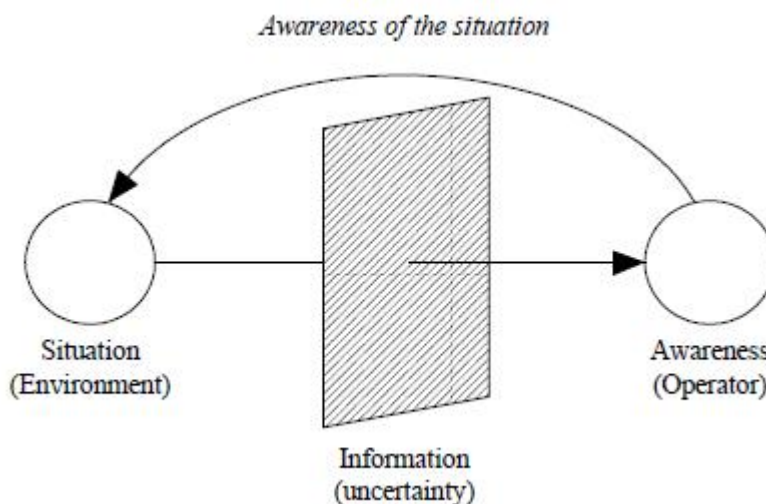 Awareness of the situation
Situation
(Environment)
Awareness
(Operator)
Information
(uncertainty)